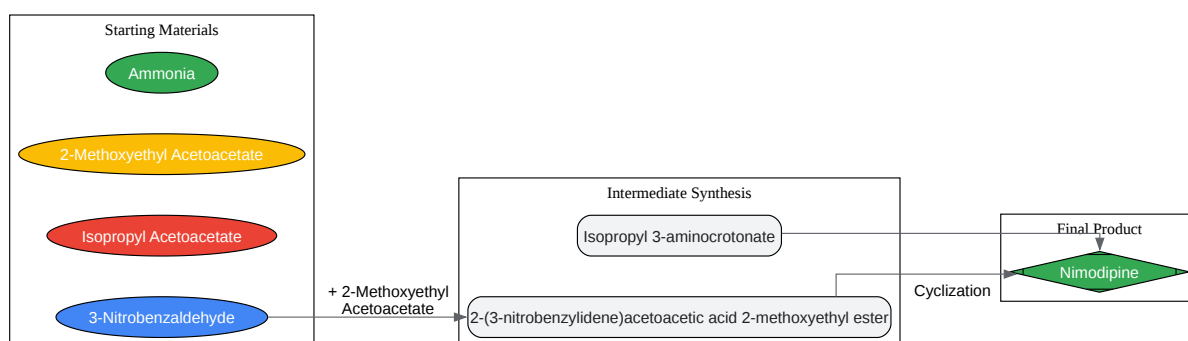 Starting Materials
Ammonia
2-Methoxyethyl Acetoacetate
Isopropyl Acetoacetate
3-Nitrobenzaldehyde
+ 2-Methoxyethyl
Acetoacetate
Intermediate Synthesis
Isopropyl 3-aminocrotonate
2-(3-nitrobenzylidene)acetoacetic acid 2-methoxyethyl ester
Cyclization
Final Product
Nimodipine